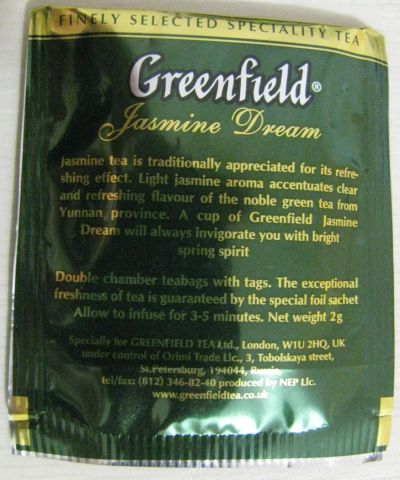 FINELY SELECTED SPECIALITY TEA
Greenfield®
Jasmine Dream
Jasmine tea is traditionally appreciated for its refre-
shing effect. Light jasmine aroma accentuates clear
and refreshing flavour of the noble green tea from
Yunnan province. A cup of Greenfield Jasmine
Dream will always invigorate you with bright
spring spirit
Double chamber teabags with tags. The exceptional
freshness of tea is guaranteed by the special foil sachet
Allow to infuse for 3-5 minutes. Net weight 2g
Specially for GREENFIELD TEA Ltd., London, W1U 2HQ, UK
under control of Orimi Trade Llc., 3, Tobolskaya street,
St.Petersburg, 194044, Russia,
tel/fax: (812) 346-82-40 produced by NEP Llc.
www.greenfieldtea.co.uk